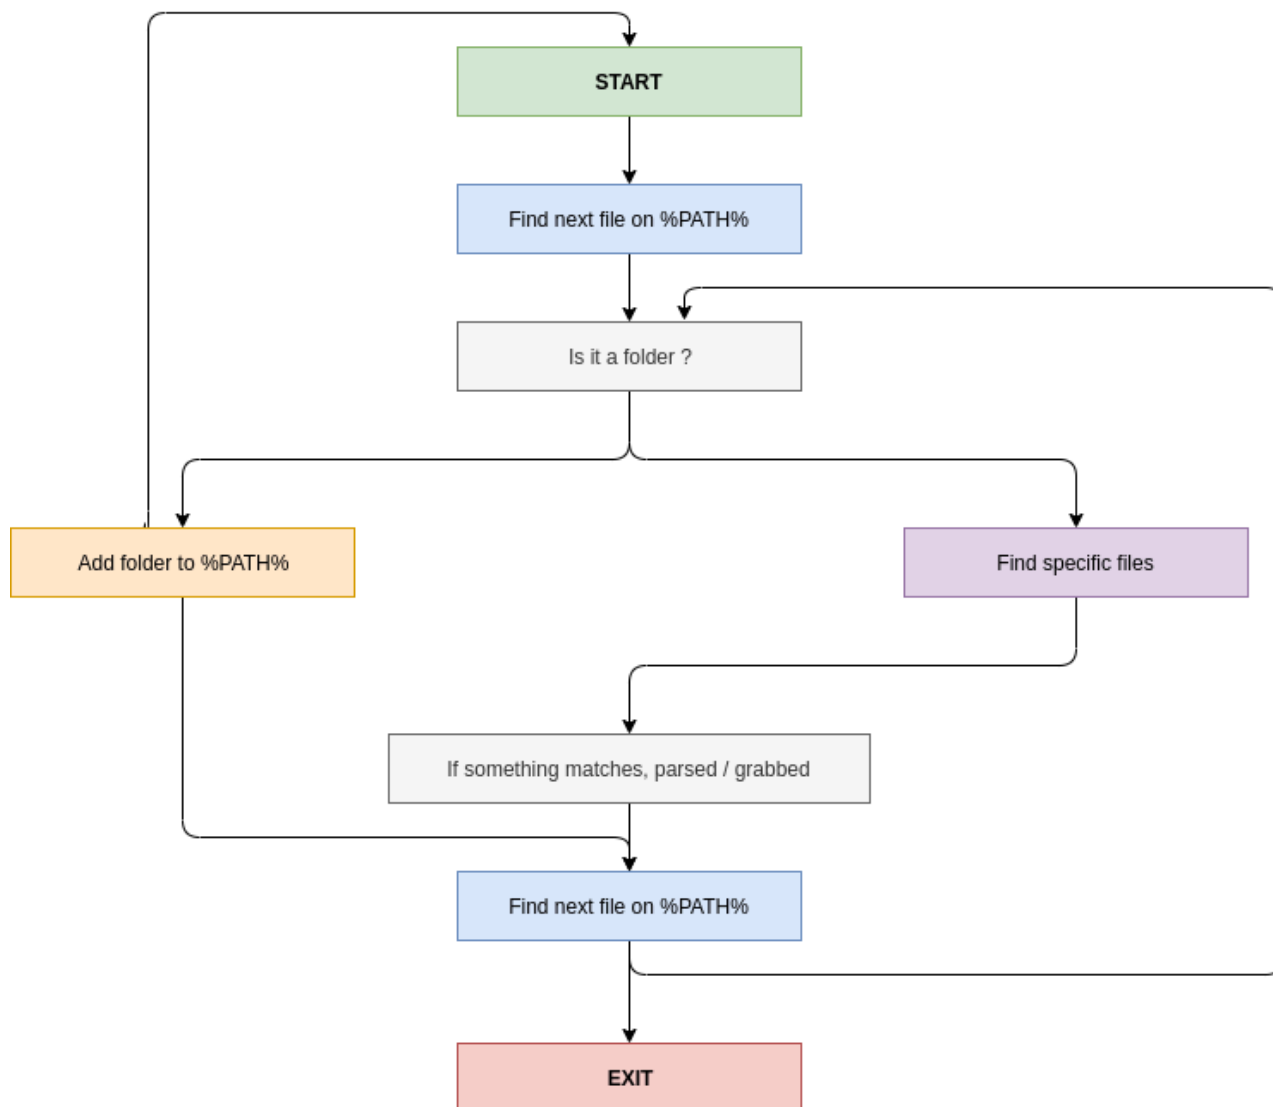 START
Find next file on %PATH%
Is it a folder ?
Add folder to %PATH%
Find specific files
If something matches, parsed / grabbed
Find next file on %PATH%
EXIT